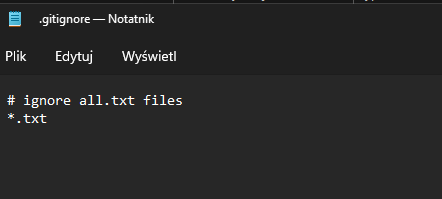 .gitignore — Notatnik
Plik Edytuj Wyświetl
# ignore all.txt files
*.txt